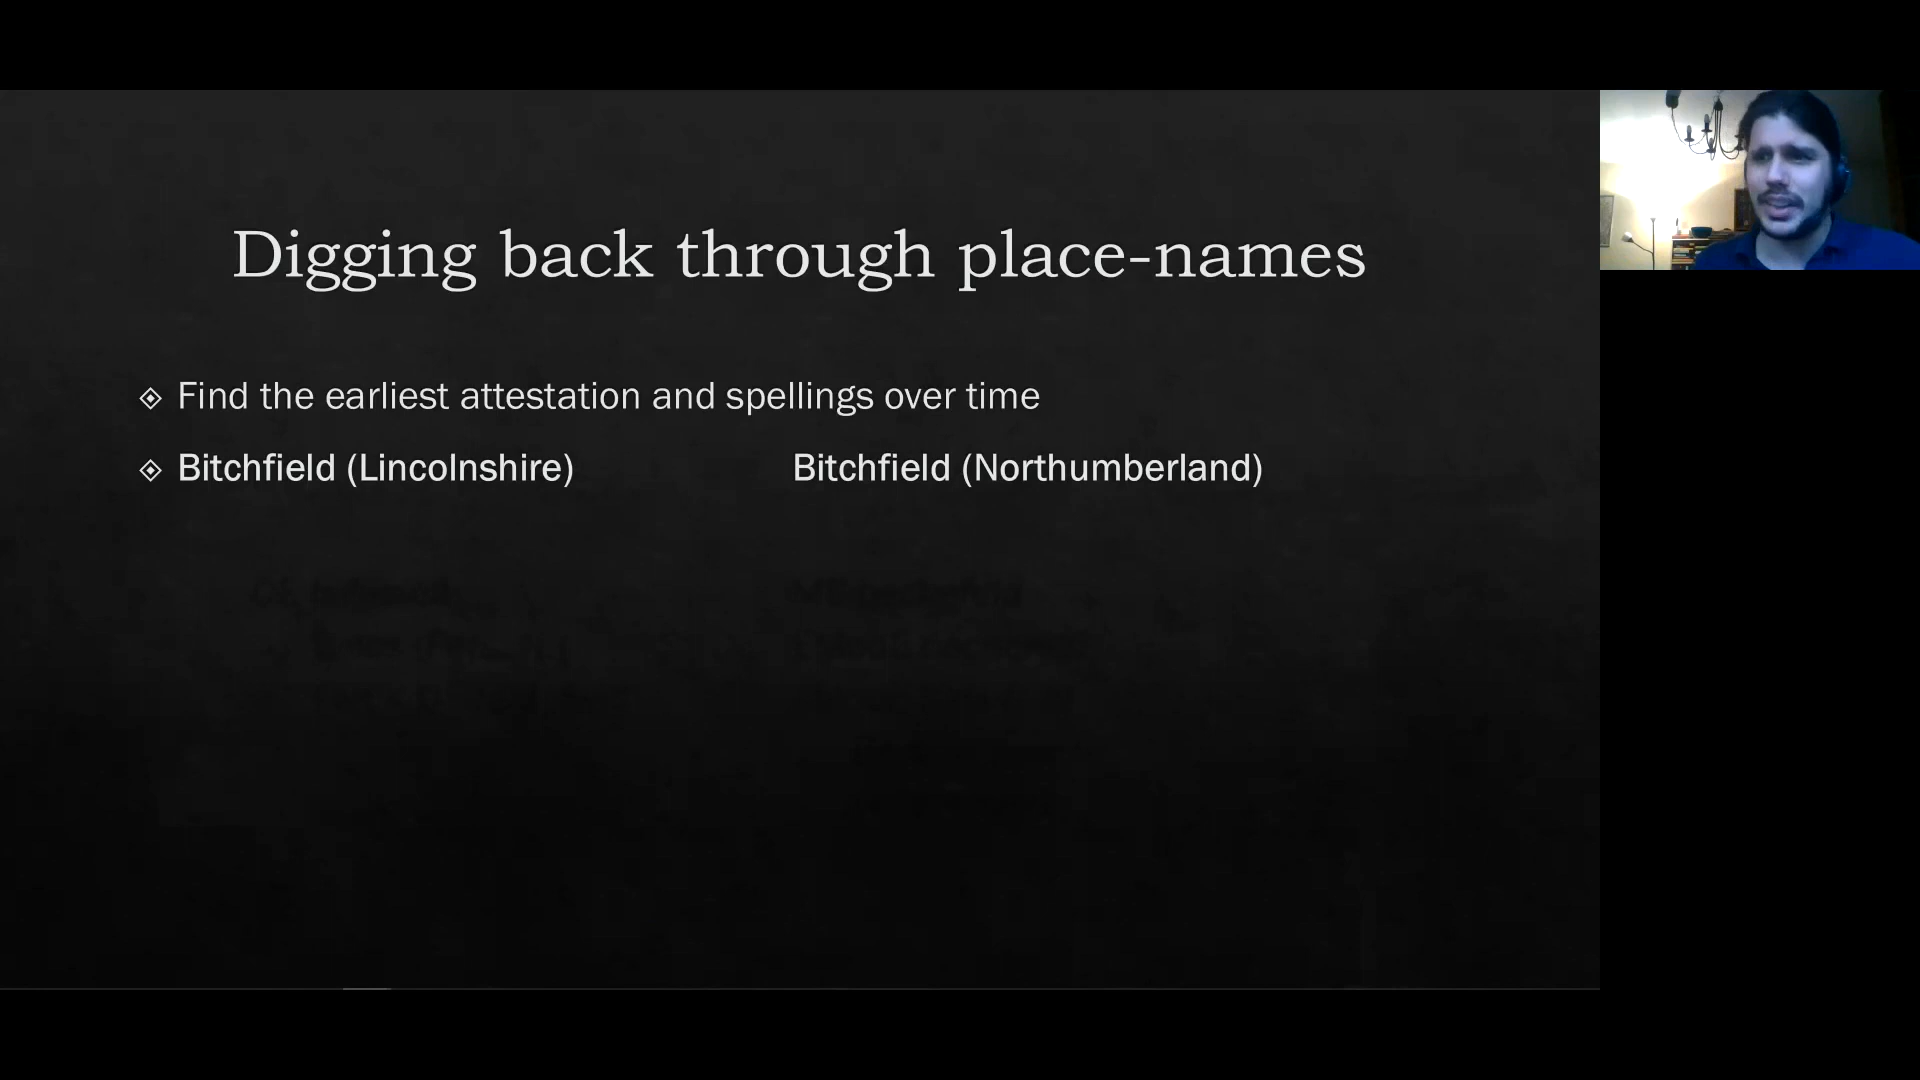 Digging back through place-names
Find the earliest attestation and spellings over time
Bitchfield (Lincolnshire) Bitchfield (Northumberland)